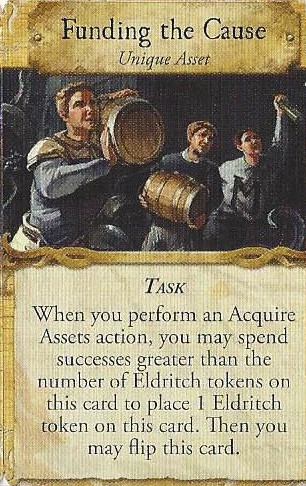 Funding the Cause
Unique Asset
TASK
When you perform an Acquire
Assets action, you may spend
successes greater than the
number of Eldritch tokens on
this card to place 1 Eldritch
token on this card. Then you
may flip this card.